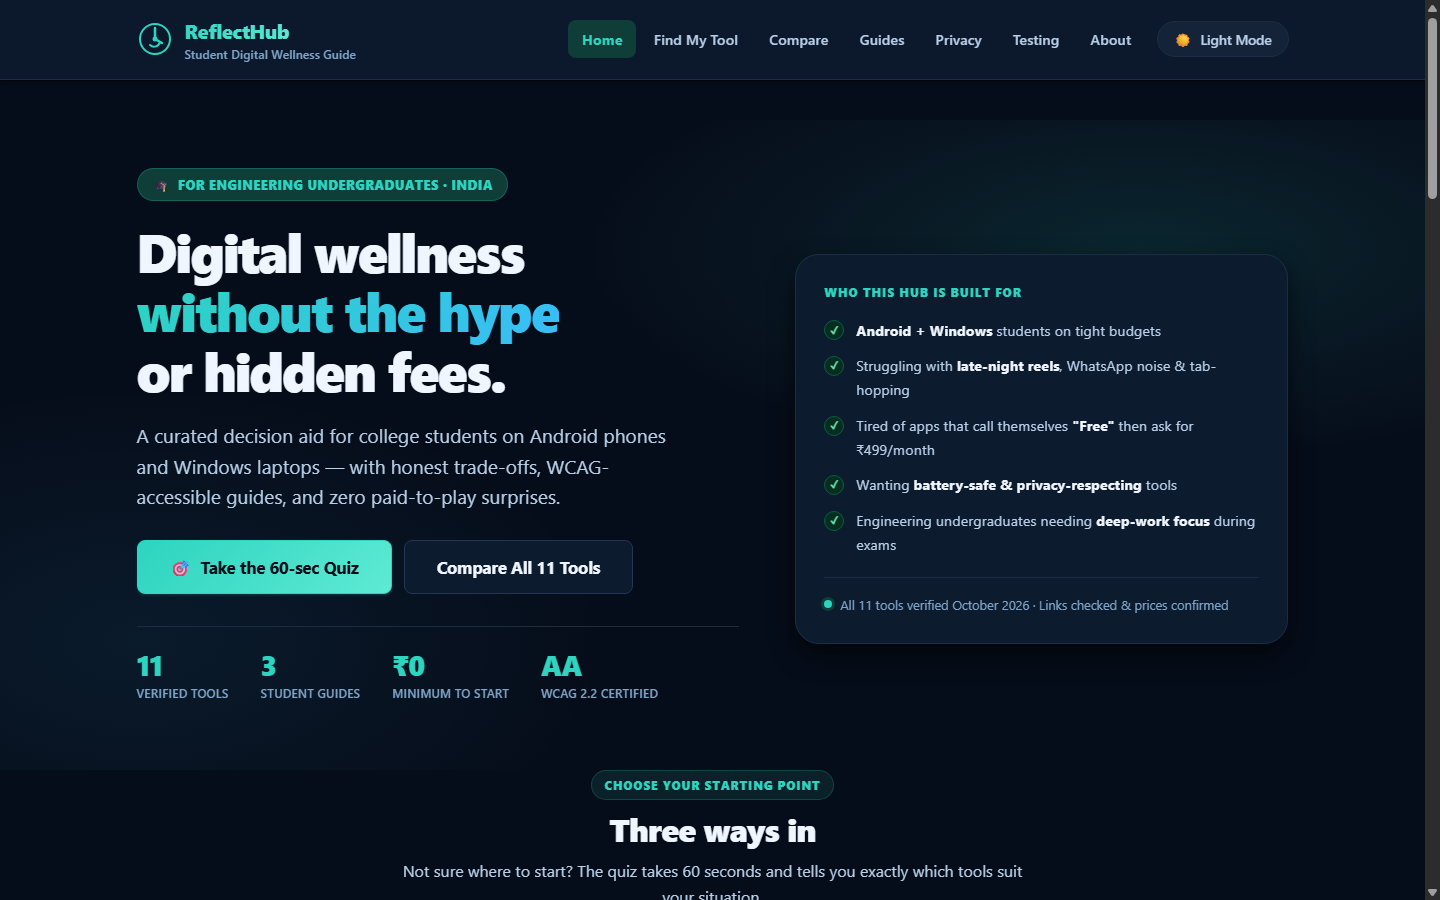 ReflectHub
Student Digital Wellness Guide
Home
Find My Tool
Compare
Guides
Privacy
Testing
About
Light Mode
FOR ENGINEERING UNDERGRADUATES · INDIA
Digital wellness
without the hype
or hidden fees.
A curated decision aid for college students on Android phones
and Windows laptops — with honest trade-offs, WCAG-
accessible guides, and zero paid-to-play surprises.
Take the 60-sec Quiz
Compare All 11 Tools
11
VERIFIED TOOLS
3
STUDENT GUIDES
₹0
MINIMUM TO START
AA
WCAG 2.2 CERTIFIED
WHO THIS HUB IS BUILT FOR
Android + Windows students on tight budgets
Struggling with late-night reels, WhatsApp noise & tab-
hopping
Tired of apps that call themselves "Free" then ask for
₹499/month
Wanting battery-safe & privacy-respecting tools
Engineering undergraduates needing deep-work focus during
exams
All 11 tools verified October 2026 · Links checked & prices confirmed
CHOOSE YOUR STARTING POINT
Three ways in
Not sure where to start? The quiz takes 60 seconds and tells you exactly which tools suit
your situation.